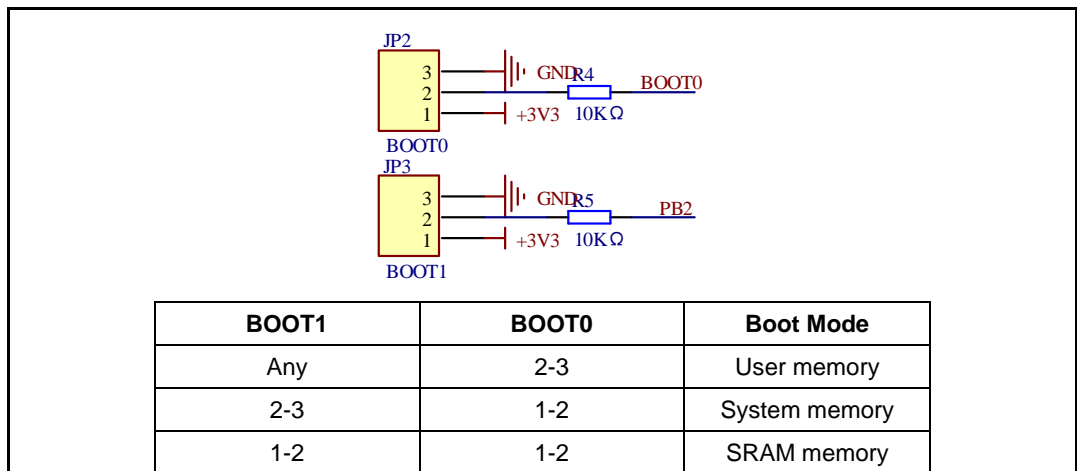 JP2
3 GND R4 BOOT0
2
1 +3V3 10KΩ
BOOT0
JP3
3 GND R5 PB2
2
1 +3V3 10KΩ
BOOT1
BOOT1 BOOT0 Boot Mode
Any 2-3 User memory
2-3 1-2 System memory
1-2 1-2 SRAM memory